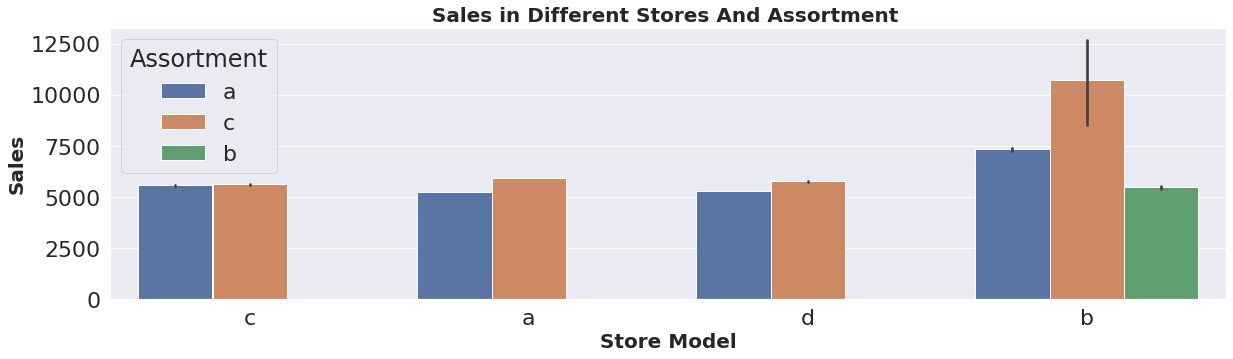 Sales in Different Stores And Assortment
Sales
12500
10000
7500
5000
2500
0
Assortment
a
c
b
c a d b
Store Model